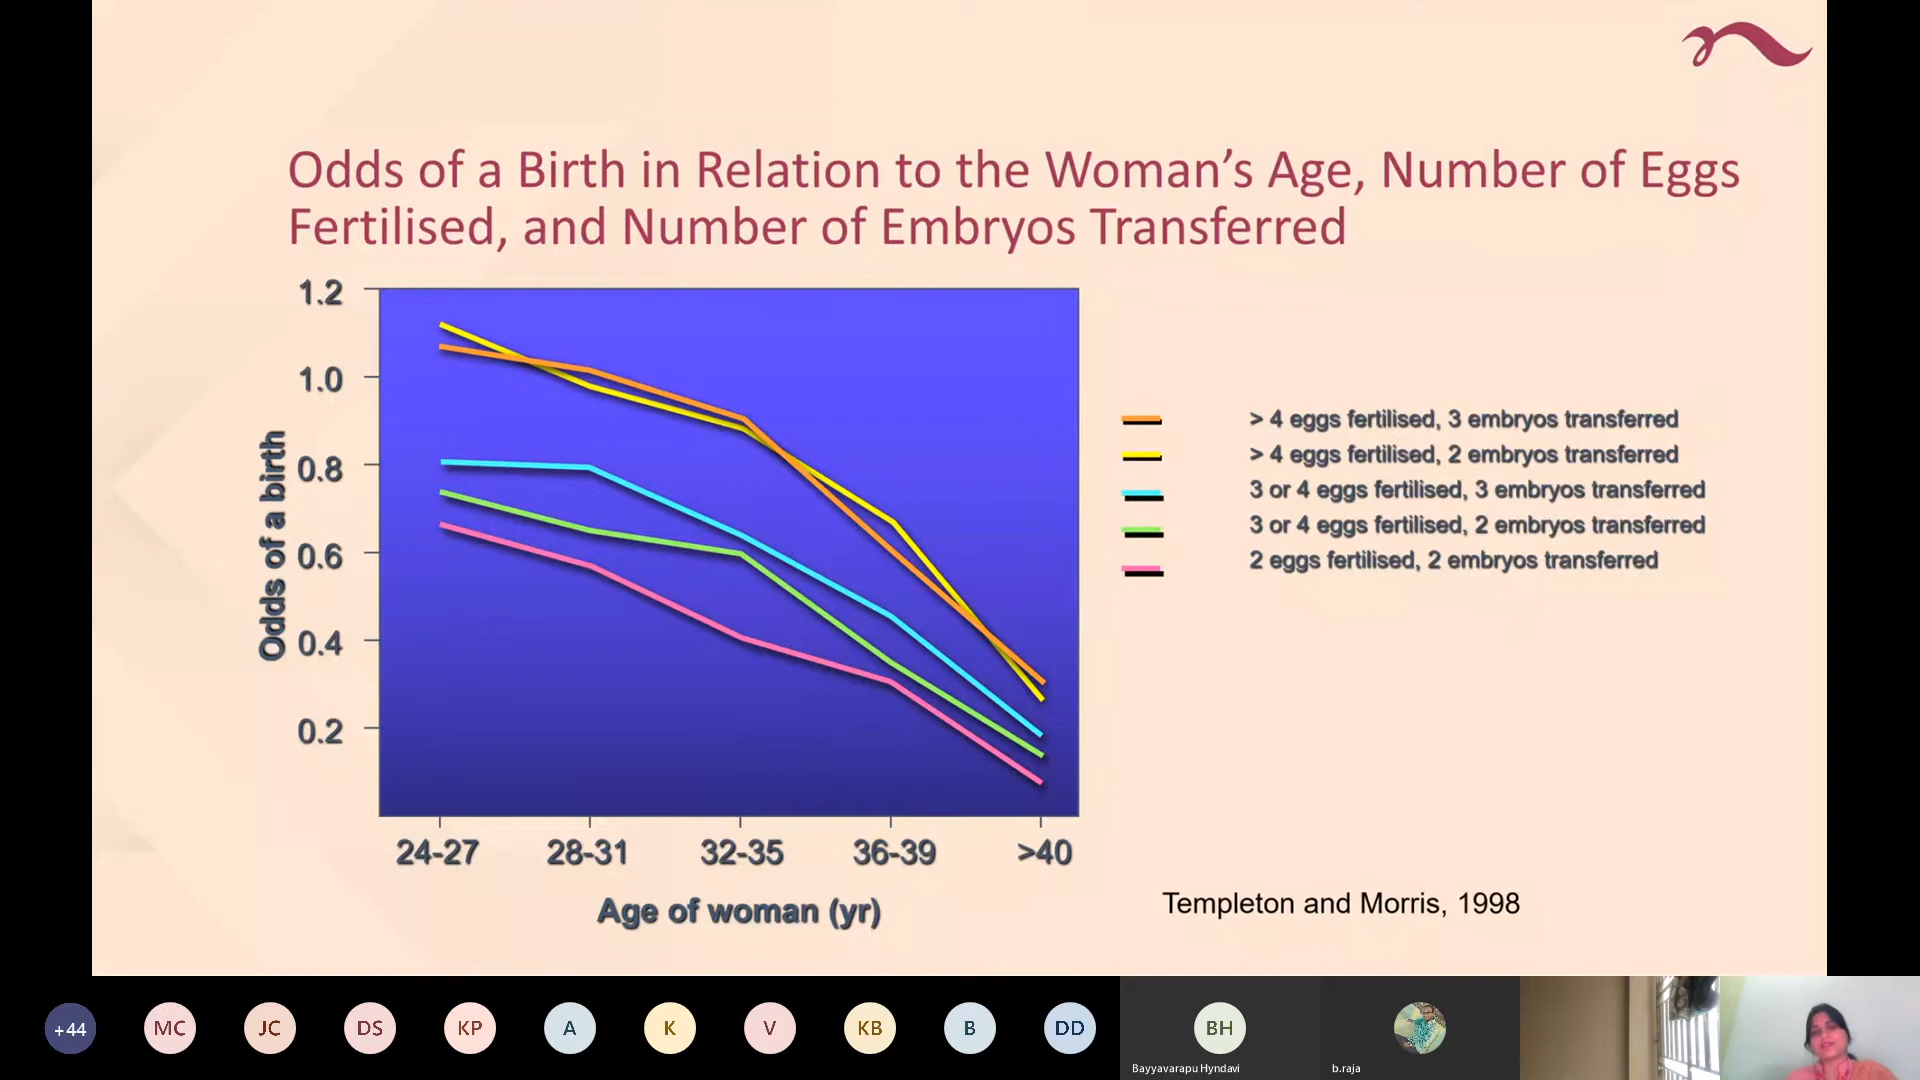 Odds of a Birth in Relation to the Woman's Age, Number of Eggs
Fertilised, and Number of Embryos Transferred
Odds of a birth
1.2
1.0
0.8
0.6
0.4
0.2
24-27
28-31
32-35
36-39
>40
Age of woman (yr)
> 4 eggs fertilised, 3 embryos transferred
> 4 eggs fertilised, 2 embryos transferred
3 or 4 eggs fertilised, 3 embryos transferred
3 or 4 eggs fertilised, 2 embryos transferred
2 eggs fertilised, 2 embryos transferred
Templeton and Morris, 1998
+44
MC
JC
DS
KP
A
K
V
KB
B
DD
BH
Bayyavarapu Hyndavi
b.raja